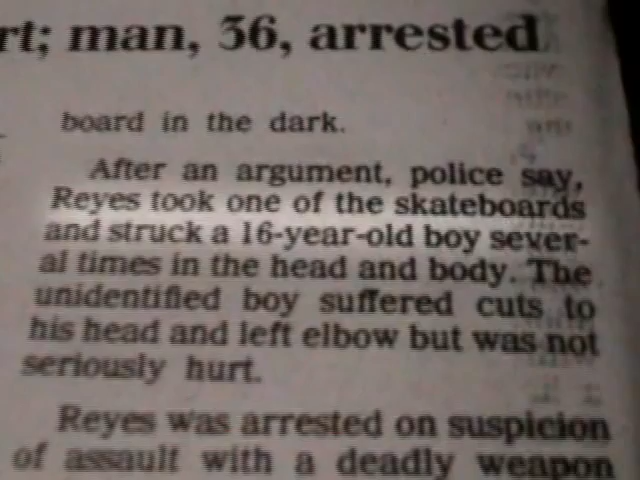 rt; man, 36, arrested
board in the dark.
After an argument, police say,
Reyes took one of the skateboards
and struck a 16-year-old boy sever-
al times in the head and body. The
unidentified boy suffered cuts to
his head and left elbow but was not
seriously hurt.
Reyes was arrested on suspicion
of assault with a deadly weapon